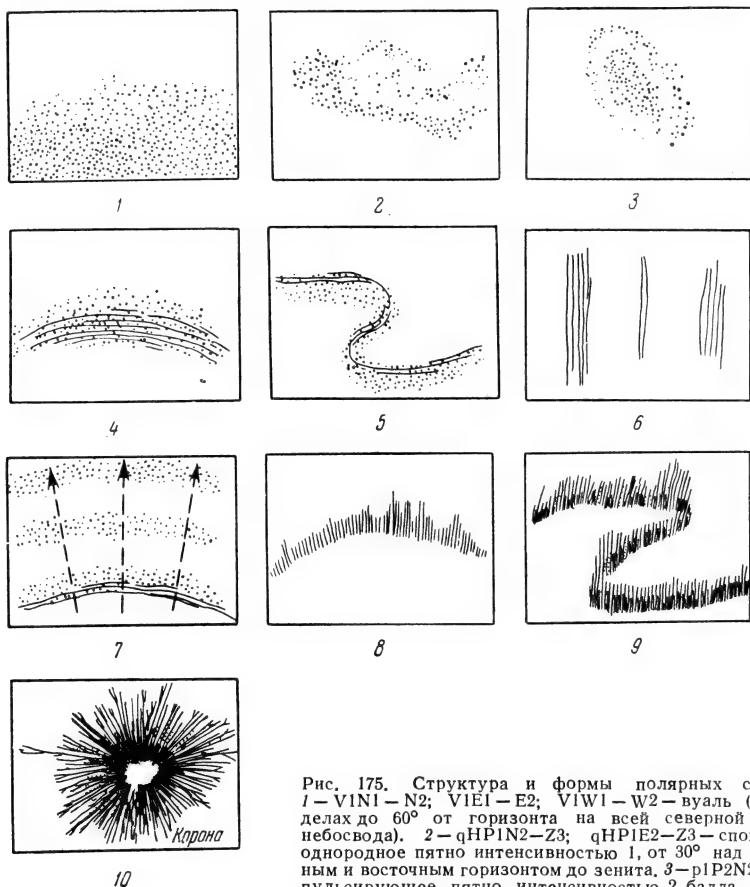 1
2
3
4
5
6
7
8
9
Корона
10
Рис. 175. Структура и формы полярных с
1 — V1N1 — N2; V1E1 — E2; V1W1 — W2 — вуаль (
делах до 60° от горизонта на всей северной
небосвода). 2 — qHP1N2—Z3; qHP1E2—Z3 — спо
однородное пятно интенсивностью 1, от 30° над
ным и восточным горизонтом до зенита. 3—p1P2N2
пульсирующее пятно интенсивностью 2 балла